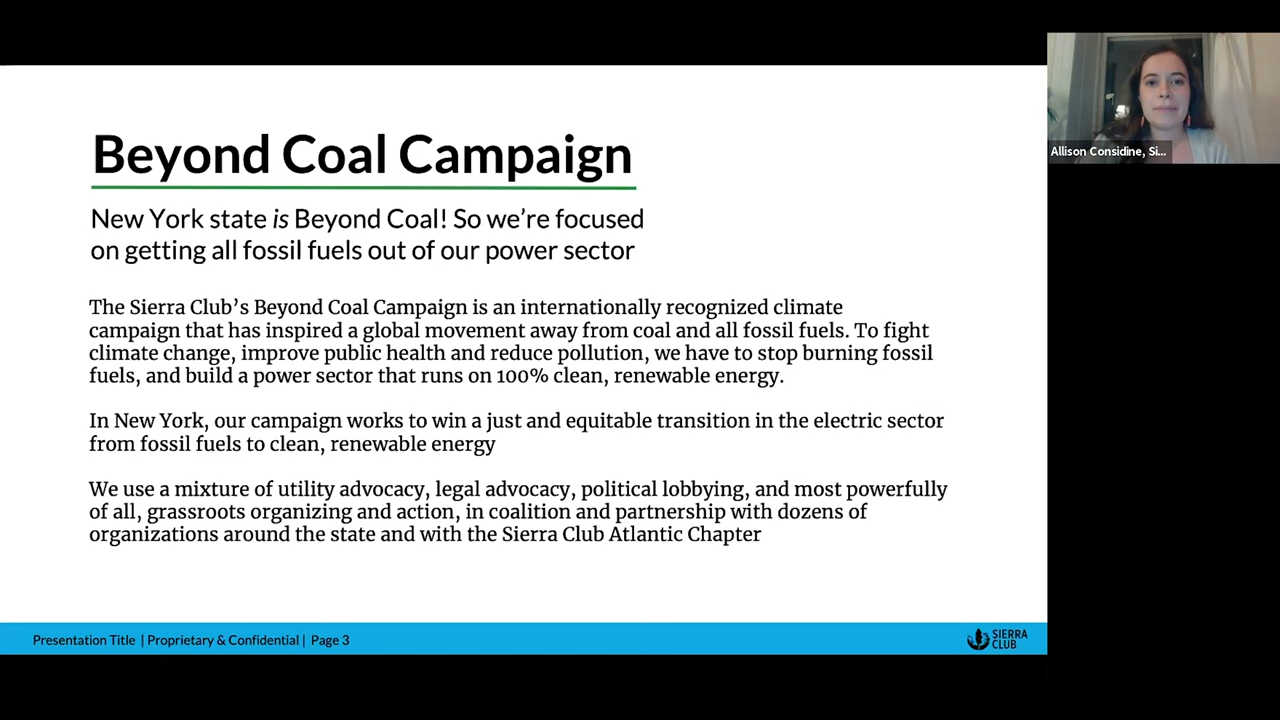 Beyond Coal Campaign
New York state is Beyond Coal! So we're focused
on getting all fossil fuels out of our power sector
The Sierra Club's Beyond Coal Campaign is an internationally recognized climate
campaign that has inspired a global movement away from coal and all fossil fuels. To fight
climate change, improve public health and reduce pollution, we have to stop burning fossil
fuels, and build a power sector that runs on 100% clean, renewable energy.
In New York, our campaign works to win a just and equitable transition in the electric sector
from fossil fuels to clean, renewable energy
We use a mixture of utility advocacy, legal advocacy, political lobbying, and most powerfully
of all, grassroots organizing and action, in coalition and partnership with dozens of
organizations around the state and with the Sierra Club Atlantic Chapter
Presentation Title | Proprietary & Confidential | Page 3
SIERRA
CLUB
Allison Considine, Si...